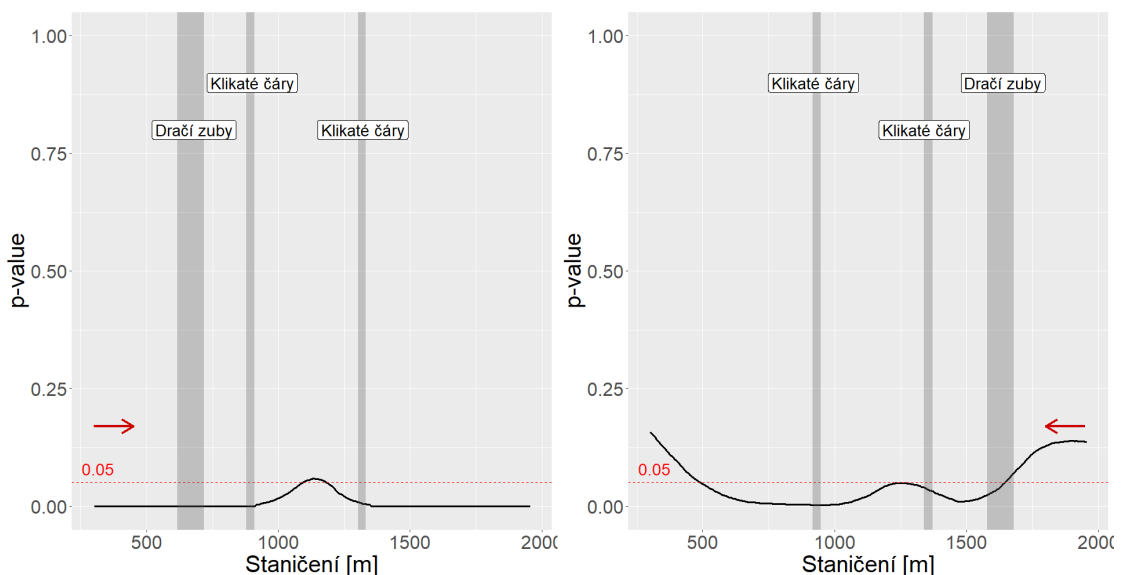 1.00
0.75
0.50
0.25
0.00
p-value
Klikaté čáry
Dračí zuby
Klikaté čáry
0.05
500
1000
1500
2000
Staničení [m]
1.00
0.75
0.50
0.25
0.00
p-value
Klikaté čáry
Dračí zuby
Klikaté čáry
0.05
500
1000
1500
2000
Staničení [m]